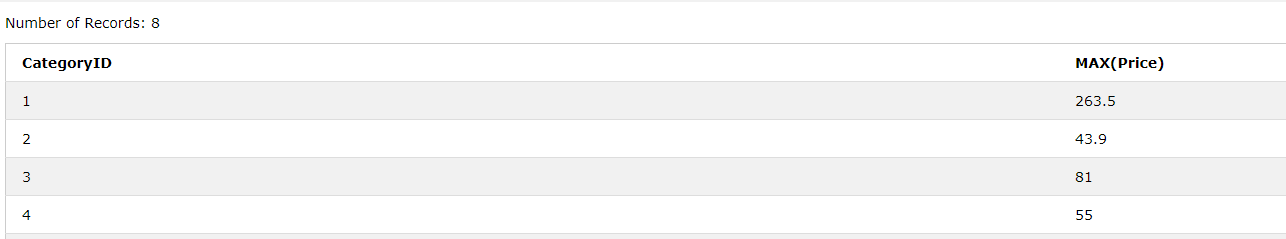 Number of Records: 8
CategoryID MAX(Price)
1 263.5
2 43.9
3 81
4 55